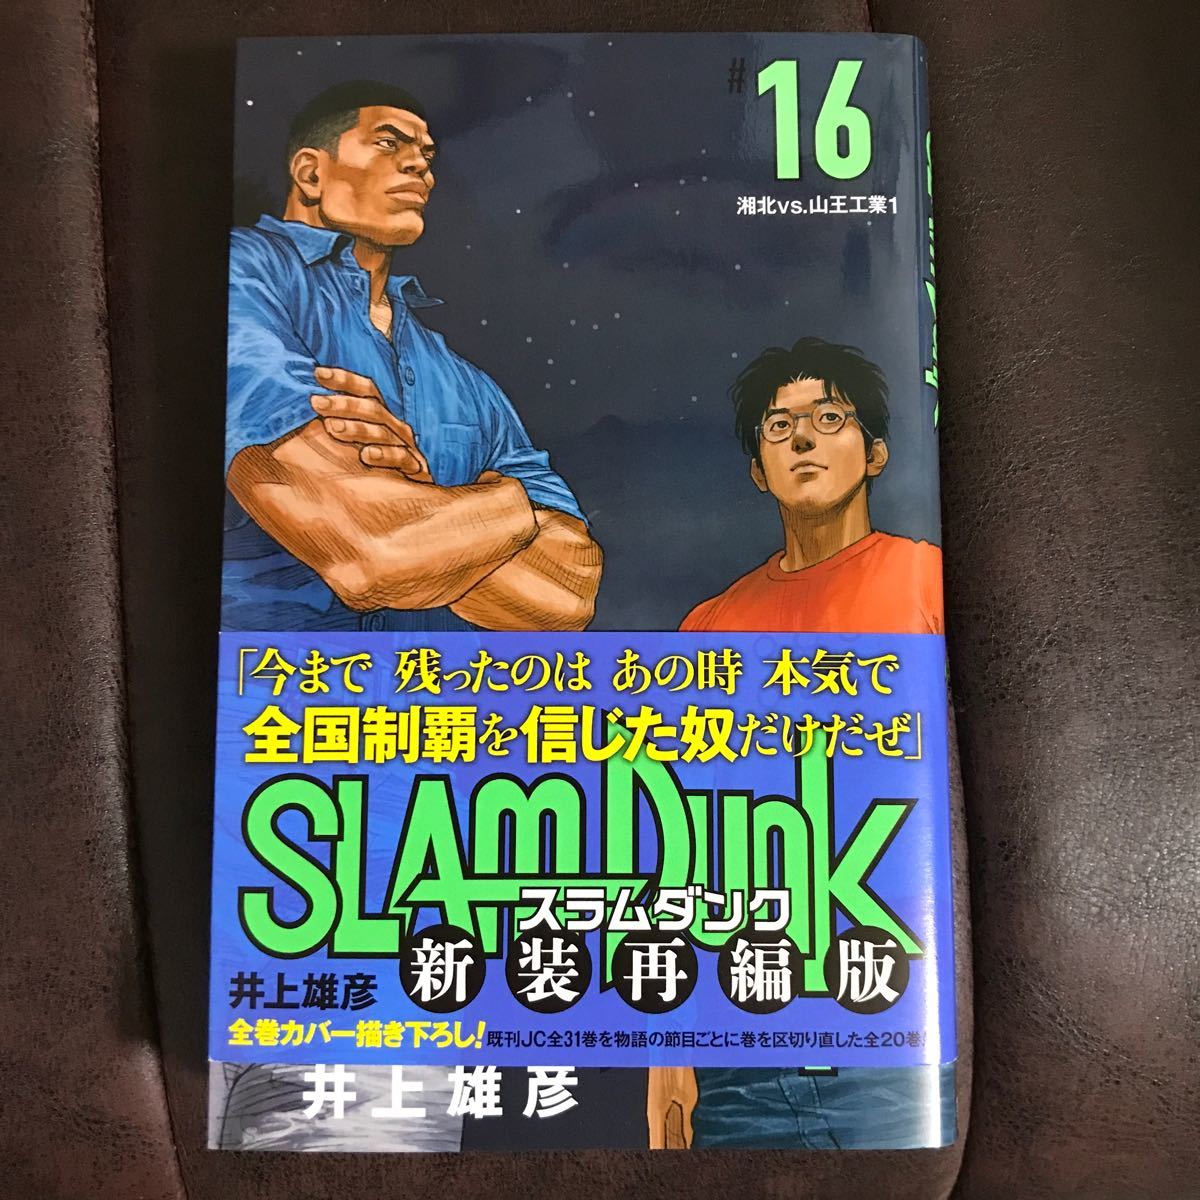 #16
湘北vs.山王工業1
「今まで 残ったのは あの時 本気で
全国制覇を信じた奴だけだぜ」
SLAM DUNK
スラムダンク
新装再編版
井上雄彦
全巻カバー描き下ろし!既刊JC全31巻を物語の節目ごとに巻を区切り直した全20巻!
井上雄彦